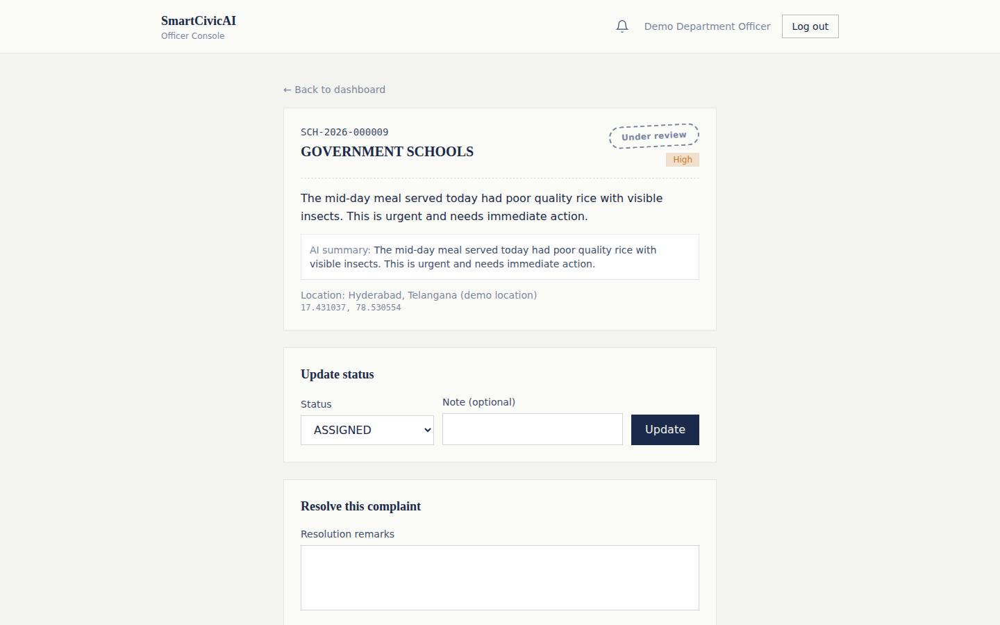 SmartCivicAI
Officer Console
Demo Department Officer
Log out
← Back to dashboard
SCH-2026-000009
GOVERNMENT SCHOOLS
Under review
High
The mid-day meal served today had poor quality rice with visible
insects. This is urgent and needs immediate action.
AI summary: The mid-day meal served today had poor quality rice with
visible insects. This is urgent and needs immediate action.
Location: Hyderabad, Telangana (demo location)
17.431037, 78.530554
Update status
Status
Note (optional)
ASSIGNED
Update
Resolve this complaint
Resolution remarks